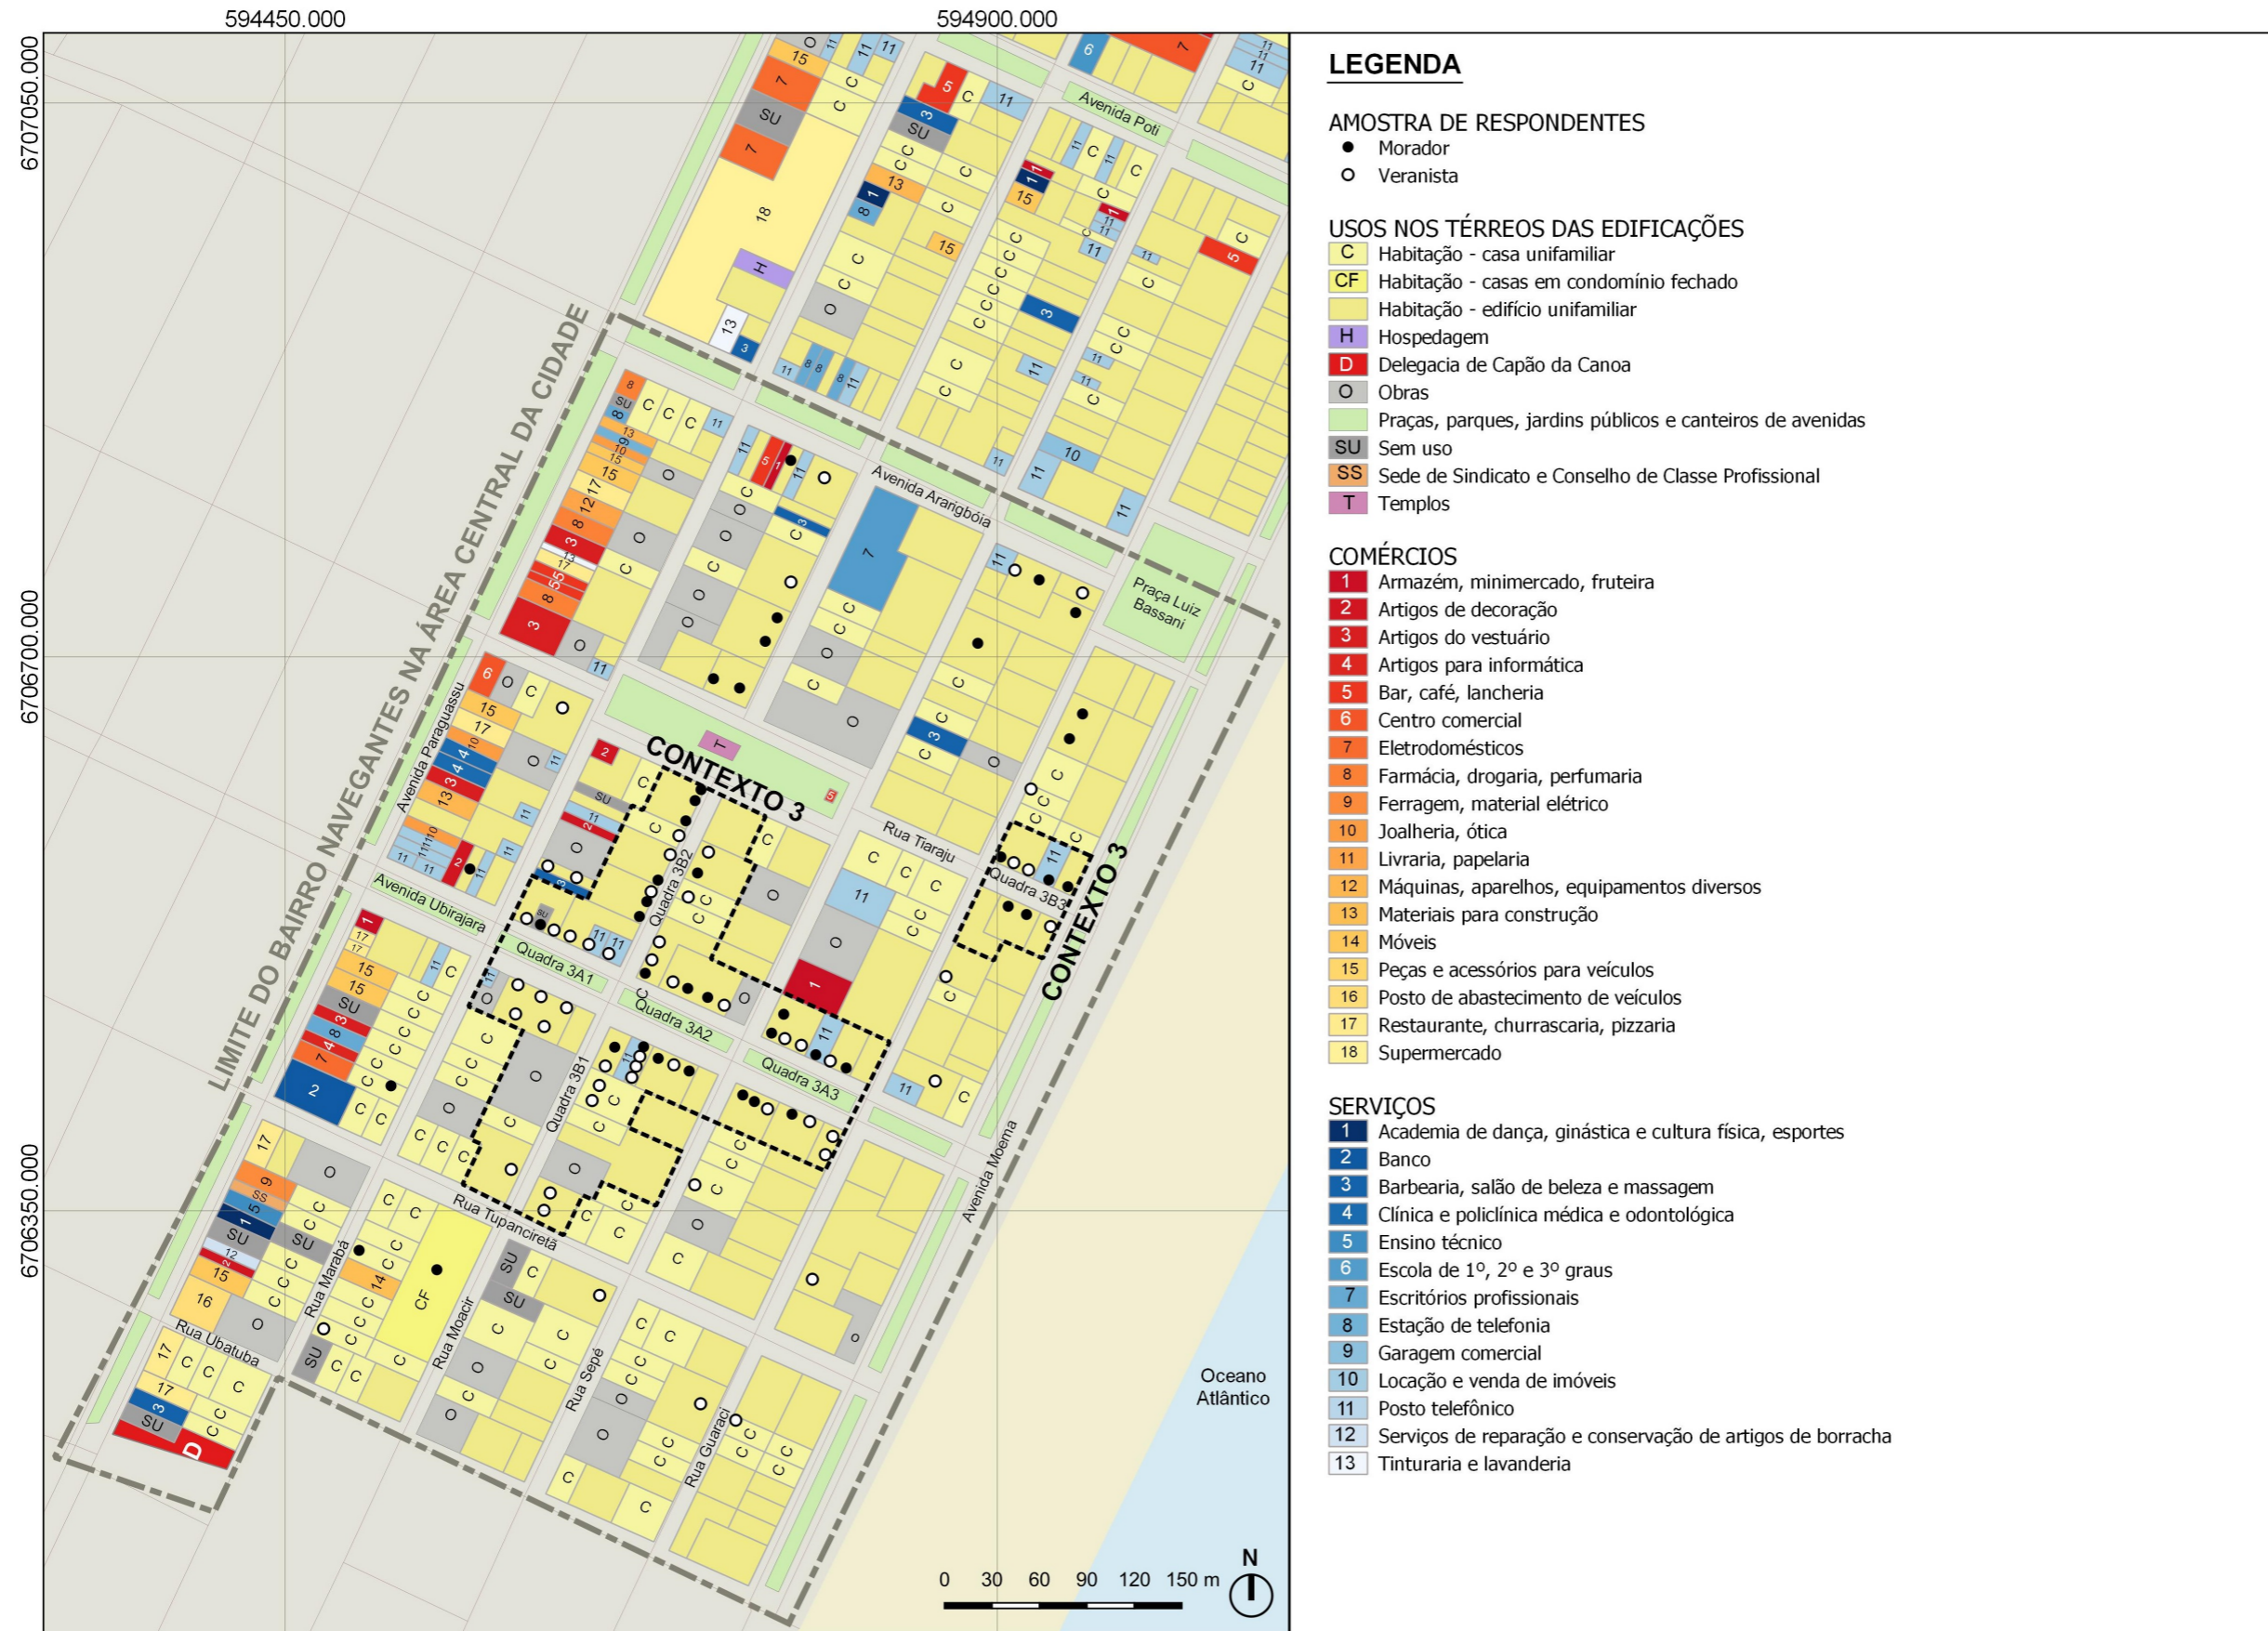 594450.000
594900.000
6707050.000
6706700.000
6706350.000
LIMITE DO BAIRRO NAVEGANTES NA ÁREA CENTRAL DA CIDADE
Avenida Poti
Avenida Ararigbóia
Praça Luiz
Bassani
Avenida Paraguassu
CONTEXTO 3
Rua Tiaraju
Quadra 3B2
Quadra 3B3
CONTEXTO 3
Avenida Ubirajara
Quadra 3A1
Quadra 3A2
Quadra 3A3
Quadra 3B1
Avenida Moema
Rua Tupanciretã
Rua Marabá
Rua Ubatuba
Rua Moacir
Rua Sepé
Rua Guaraci
Oceano
Atlântico
N
0 30 60 90 120 150 m
LEGENDA
AMOSTRA DE RESPONDENTES
Morador
Veranista
USOS NOS TÉRREOS DAS EDIFICAÇÕES
C Habitação - casa unifamiliar
CF Habitação - casas em condomínio fechado
Habitação - edifício unifamiliar
H Hospedagem
D Delegacia de Capão da Canoa
O Obras
Praças, parques, jardins públicos e canteiros de avenidas
SU Sem uso
SS Sede de Sindicato e Conselho de Classe Profissional
T Templos
COMÉRCIOS
1 Armazém, minimercado, fruteira
2 Artigos de decoração
3 Artigos do vestuário
4 Artigos para informática
5 Bar, café, lancheria
6 Centro comercial
7 Eletrodomésticos
8 Farmácia, drogaria, perfumaria
9 Ferragem, material elétrico
10 Joalheria, ótica
11 Livraria, papelaria
12 Máquinas, aparelhos, equipamentos diversos
13 Materiais para construção
14 Móveis
15 Peças e acessórios para veículos
16 Posto de abastecimento de veículos
17 Restaurante, churrascaria, pizzaria
18 Supermercado
SERVIÇOS
1 Academia de dança, ginástica e cultura física, esportes
2 Banco
3 Barbearia, salão de beleza e massagem
4 Clínica e policlínica médica e odontológica
5 Ensino técnico
6 Escola de 1º, 2º e 3º graus
7 Escritórios profissionais
8 Estação de telefonia
9 Garagem comercial
10 Locação e venda de imóveis
11 Posto telefônico
12 Serviços de reparação e conservação de artigos de borracha
13 Tinturaria e lavanderia